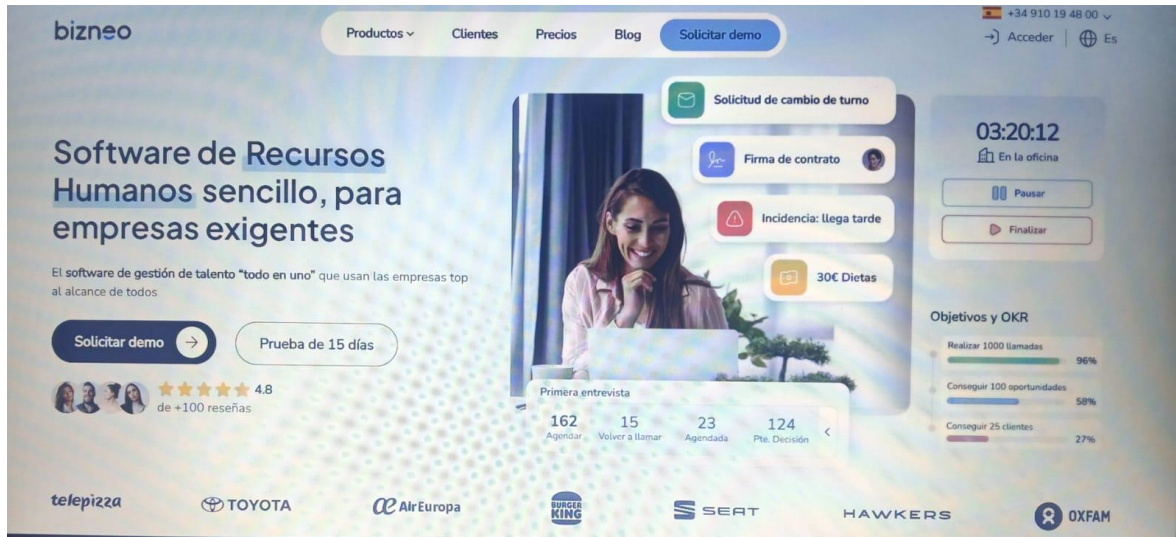 bizneo
Productos
Clientes
Precios
Blog
Solicitar demo
+34 910 19 48 00
Acceder
Es
Software de Recursos
Humanos sencillo, para
empresas exigentes
El software de gestión de talento "todo en uno" que usan las empresas top
al alcance de todos
Solicitar demo
Prueba de 15 días
4.8
de +100 reseñas
Solicitud de cambio de turno
Firma de contrato
Incidencia: llega tarde
30€ Dietas
Primera entrevista
162
Agendar
15
Volver a llamar
23
Agendada
124
Pte. Decisión
03:20:12
En la oficina
Pausar
Finalizar
Objetivos y OKR
Realizar 1000 llamadas
96%
Conseguir 100 oportunidades
58%
Conseguir 25 clientes
27%
telepizza
TOYOTA
AirEuropa
BURGER
KING
SEAT
HAWKERS
OXFAM